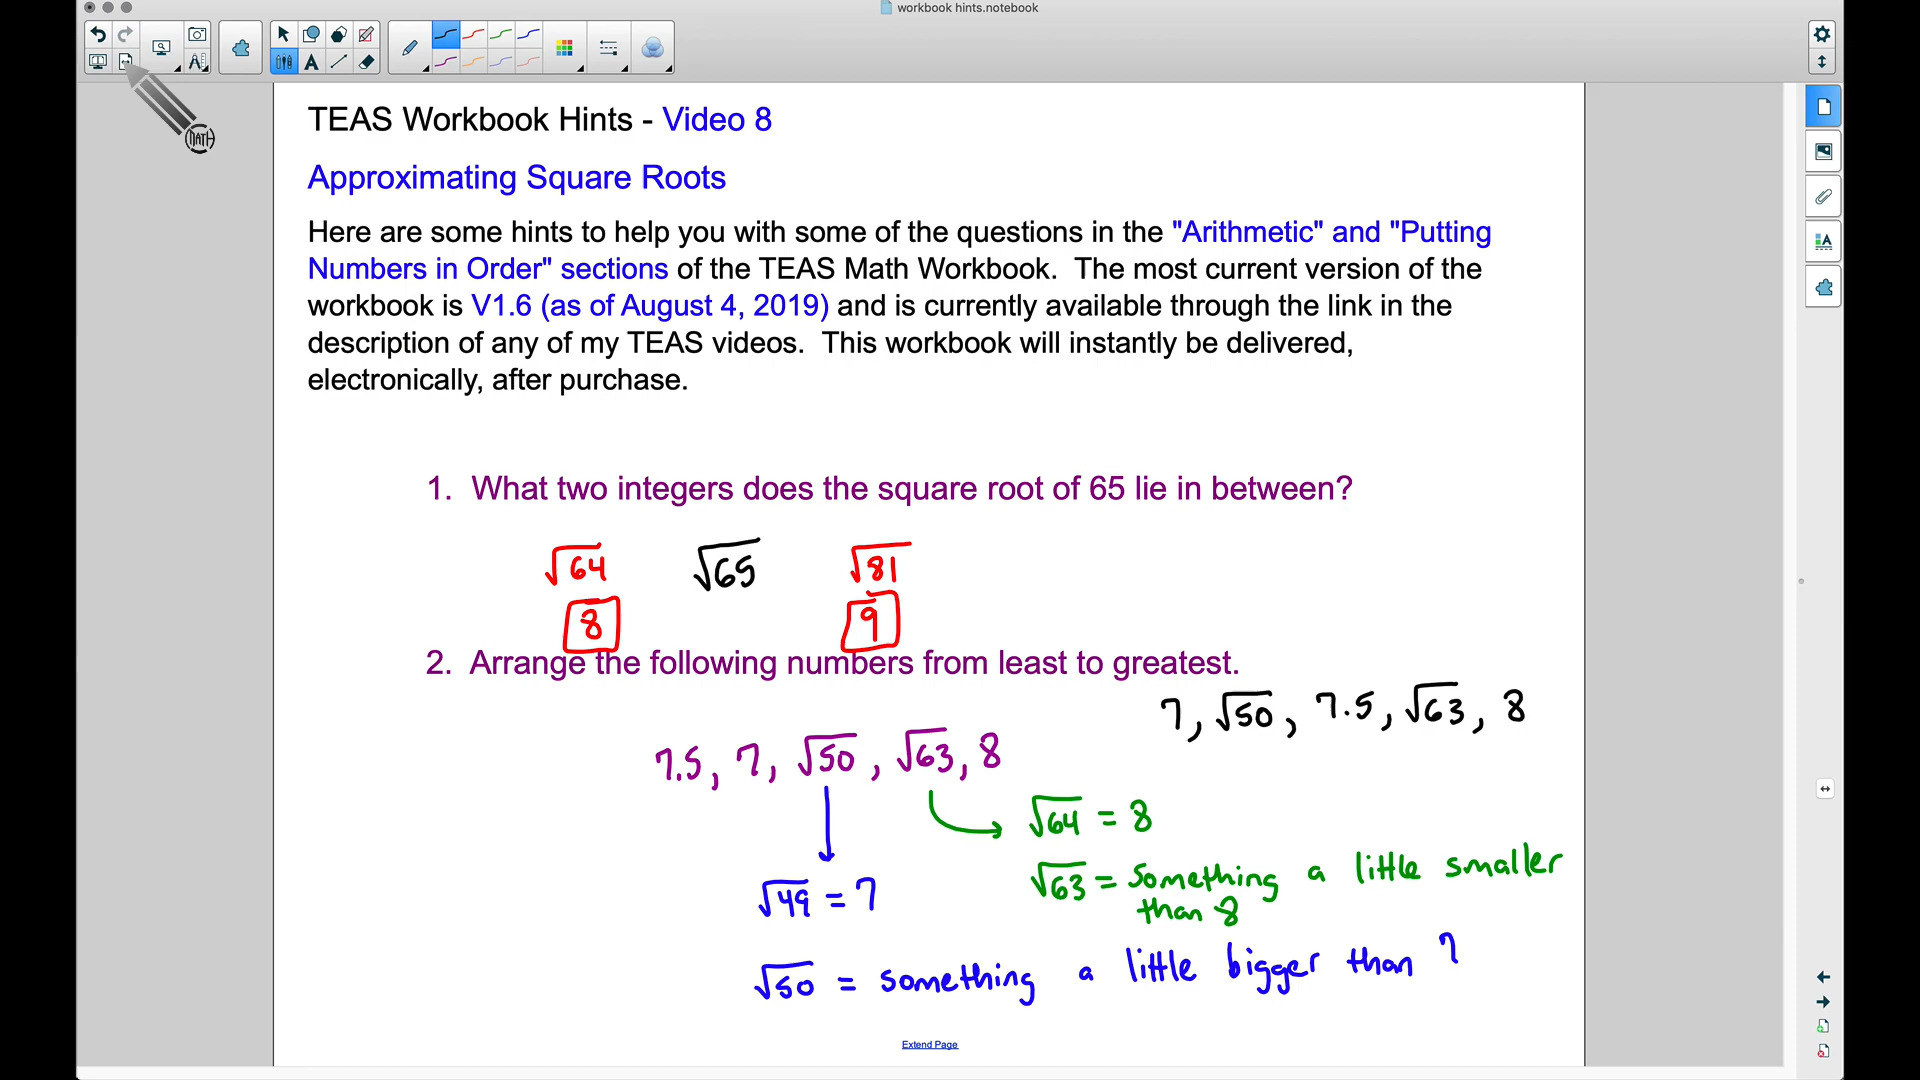 workbook hints.notebook
MATH
TEAS Workbook Hints - Video 8
Approximating Square Roots
Here are some hints to help you with some of the questions in the "Arithmetic" and "Putting
Numbers in Order" sections of the TEAS Math Workbook. The most current version of the
workbook is V1.6 (as of August 4, 2019) and is currently available through the link in the
description of any of my TEAS videos. This workbook will instantly be delivered,
electronically, after purchase.
1. What two integers does the square root of 65 lie in between?
√64 √65 √81
8 9
2. Arrange the following numbers from least to greatest.
7, √50, 7.5, √63, 8
7.5, 7, √50, √63, 8
√64 = 8
√63 = something a little smaller
than 8
√49 = 7
√50 = something a little bigger than 7
Extend Page